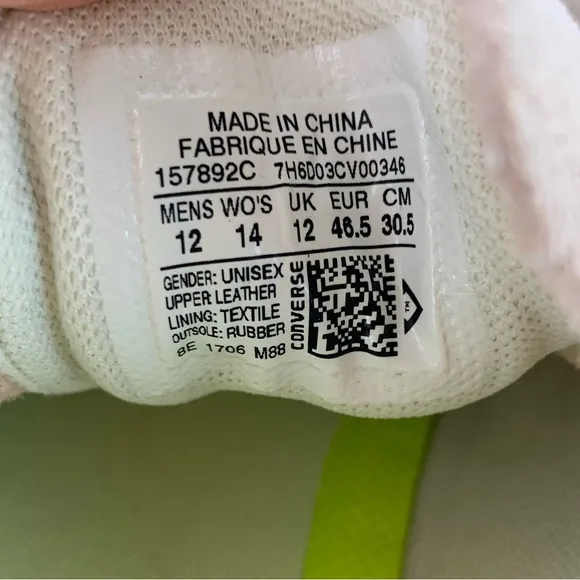 MADE IN CHINA
FABRIQUE EN CHINE
157892C 7H6D03CV00346
MENS WO'S UK EUR CM
12 14 12 46.5 30.5
GENDER: UNISEX
UPPER LEATHER
LINING: TEXTILE
OUTSOLE: RUBBER
BE 1706 M88
CONVERSE